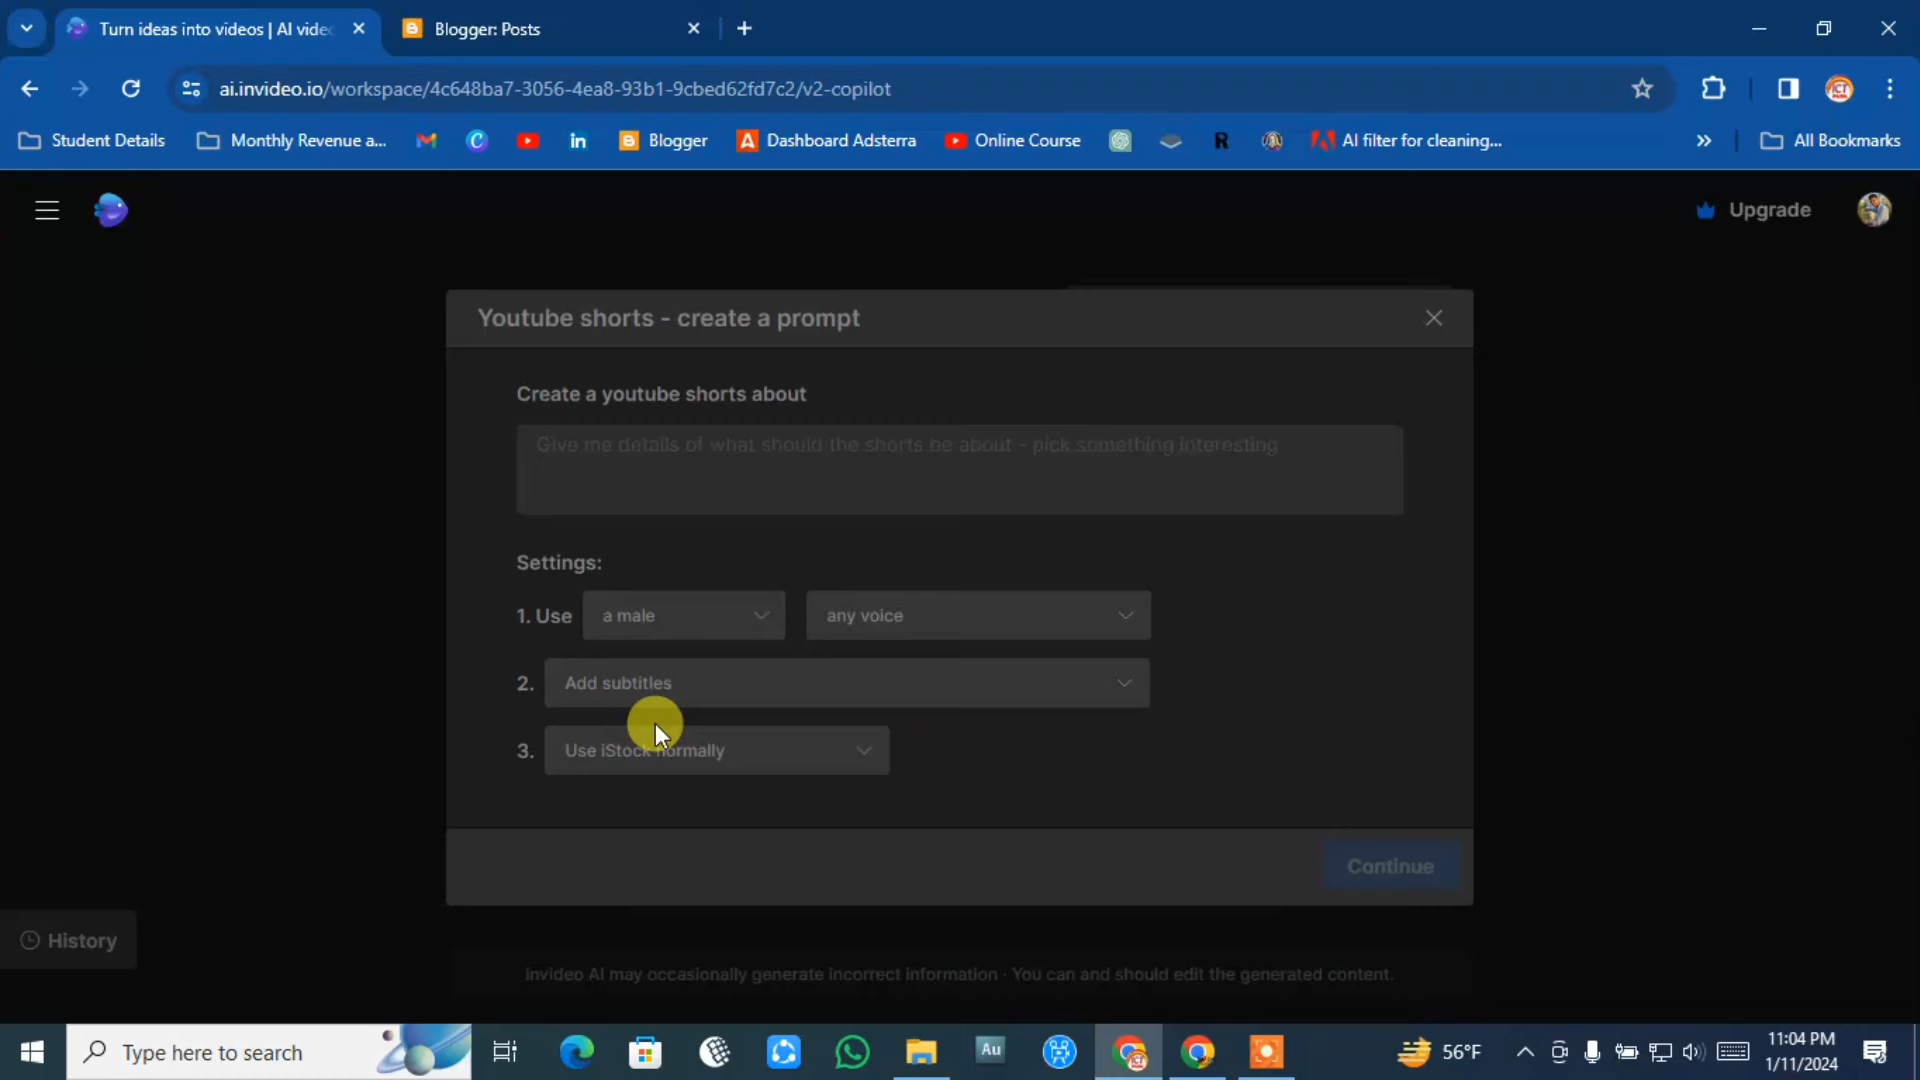 Turn ideas into videos | AI vide
Blogger: Posts
ai.invideo.io/workspace/4c648ba7-3056-4ea8-93b1-9cbed62fd7c2/v2-copilot
Student Details
Monthly Revenue a...
Blogger
Dashboard Adsterra
Online Course
R
AI filter for cleaning...
All Bookmarks
Upgrade
Youtube shorts - create a prompt
Create a youtube shorts about
Give me details of what should the shorts be about - pick something interesting
Settings:
1. Use a male any voice
2. Add subtitles
3. Use iStock normally
Continue
History
invideo AI may occasionally generate incorrect information · You can and should edit the generated content.
Type here to search
Au
56°F
11:04 PM
1/11/2024